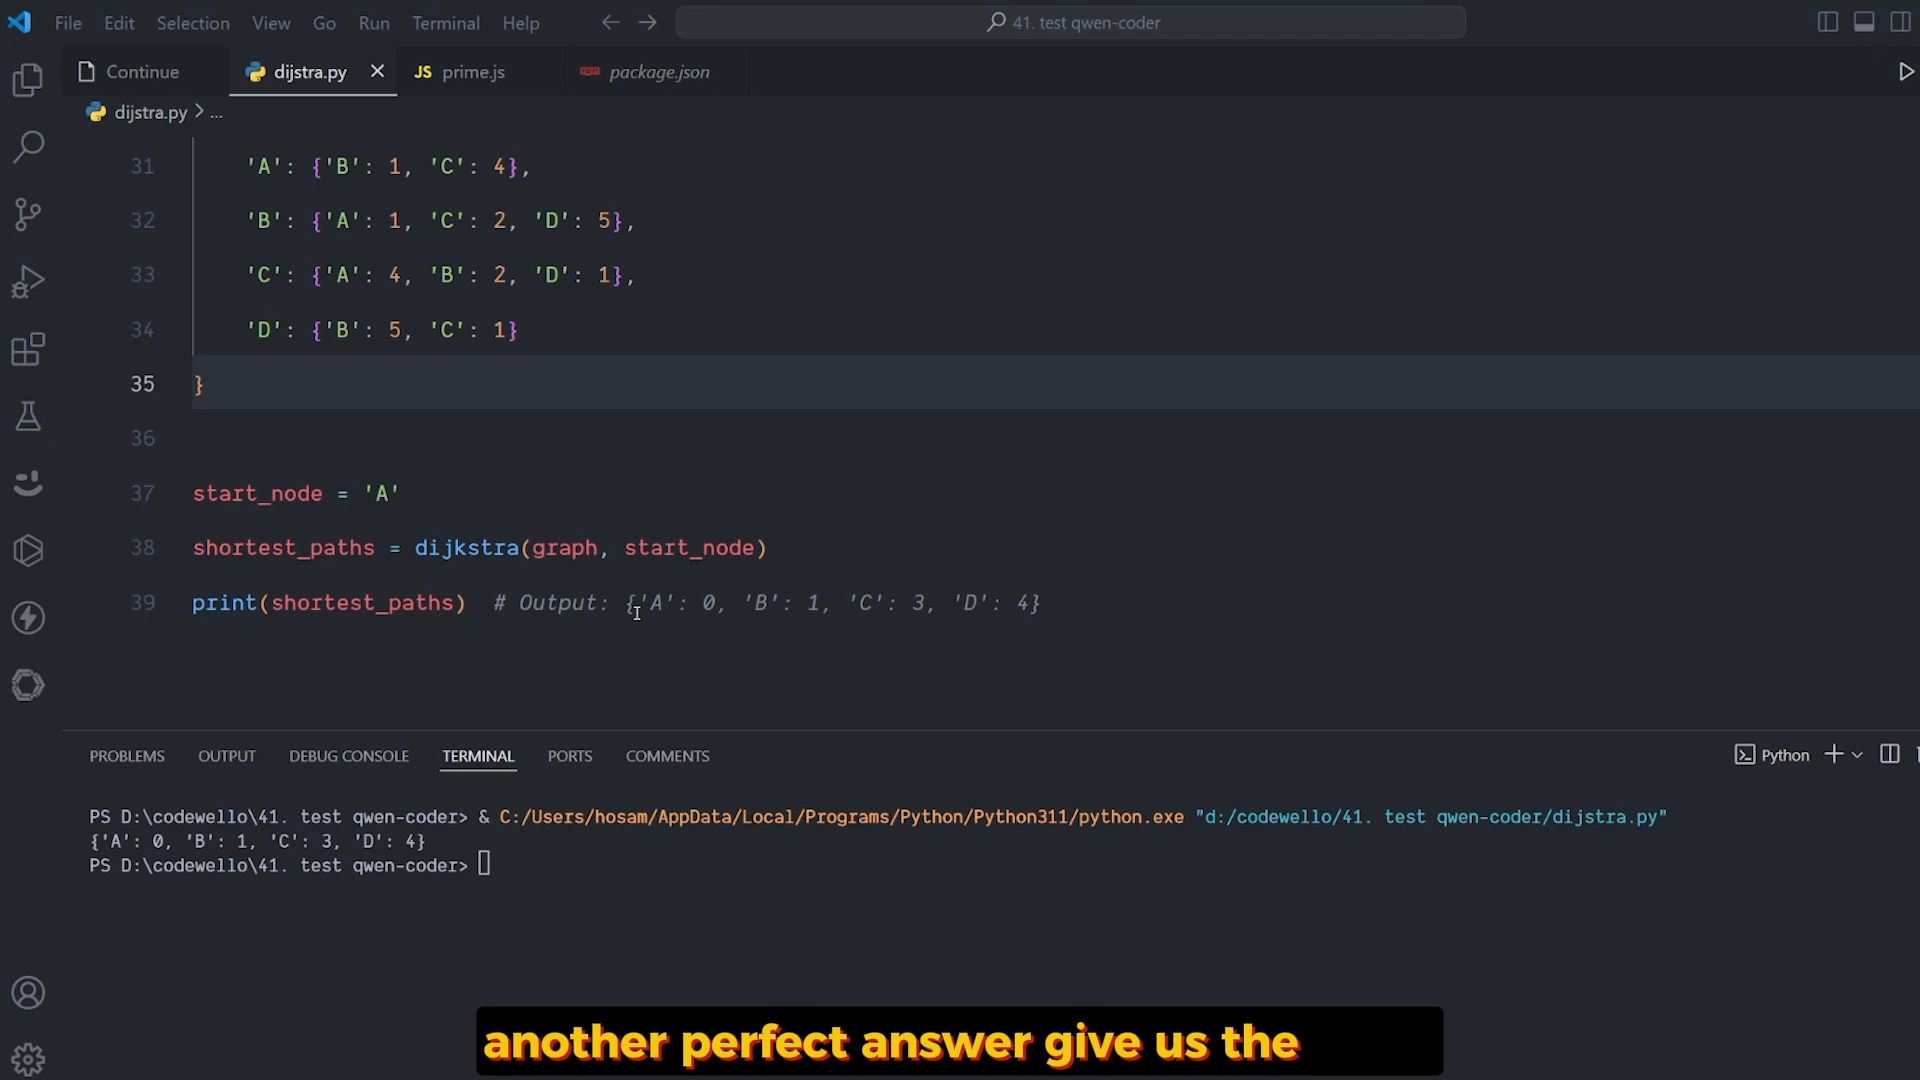 File Edit Selection View Go Run Terminal Help
41. test qwen-coder
Continue dijstra.py JS prime.js package.json
dijstra.py > ...
31 'A': {'B': 1, 'C': 4},
32 'B': {'A': 1, 'C': 2, 'D': 5},
33 'C': {'A': 4, 'B': 2, 'D': 1},
34 'D': {'B': 5, 'C': 1}
35 }
36
37 start_node = 'A'
38 shortest_paths = dijkstra(graph, start_node)
39 print(shortest_paths) # Output: {'A': 0, 'B': 1, 'C': 3, 'D': 4}
PROBLEMS OUTPUT DEBUG CONSOLE TERMINAL PORTS COMMENTS
Python
PS D:\codewello\41. test qwen-coder> & C:/Users/hosam/AppData/Local/Programs/Python/Python311/python.exe "d:/codewello/41. test qwen-coder/dijstra.py"
{'A': 0, 'B': 1, 'C': 3, 'D': 4}
PS D:\codewello\41. test qwen-coder>
another perfect answer give us the